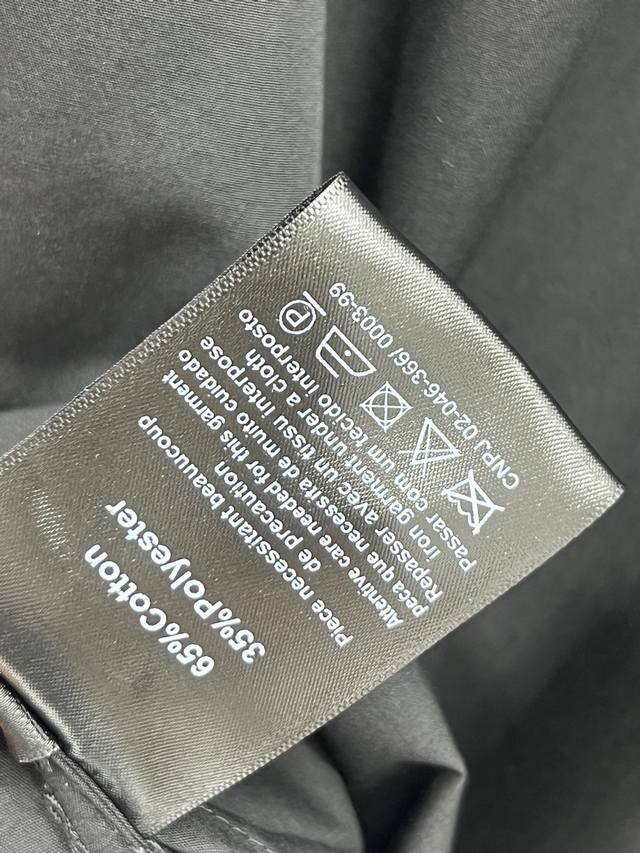 65%Cotton
35%Polyester
Piece necessitant beaucoup
de precaution
Attentive care needed for this garment
peca que necessita de muito cuidado
Repasser avec un tissu Interpose
Iron garment under a cloth
Passar com um tecido Interposto
P
CNPJ 02-046-366/ 0003-99